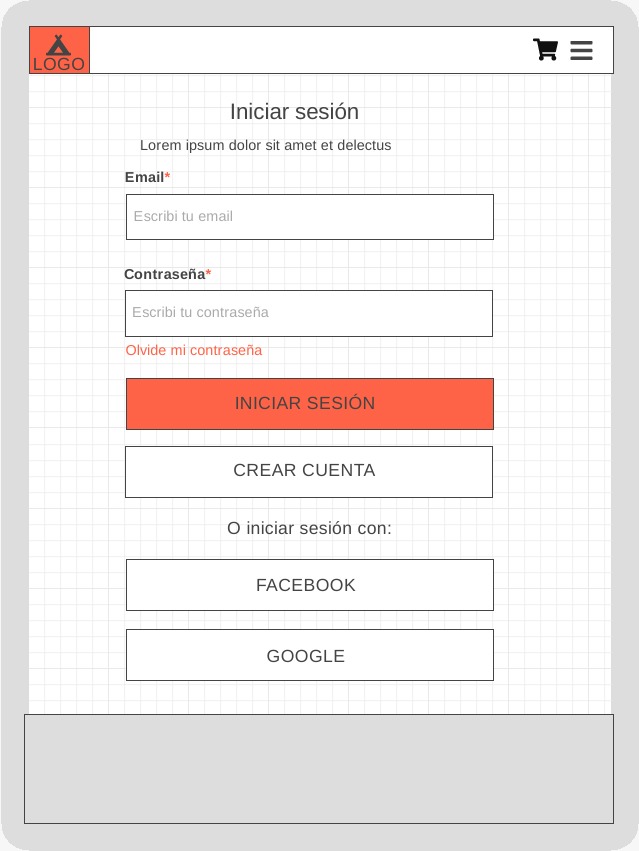 LOGO
Iniciar sesión
Lorem ipsum dolor sit amet et delectus
Email*
Escribi tu email
Contraseña*
Escribi tu contraseña
Olvide mi contraseña
INICIAR SESIÓN
CREAR CUENTA
O iniciar sesión con:
FACEBOOK
GOOGLE